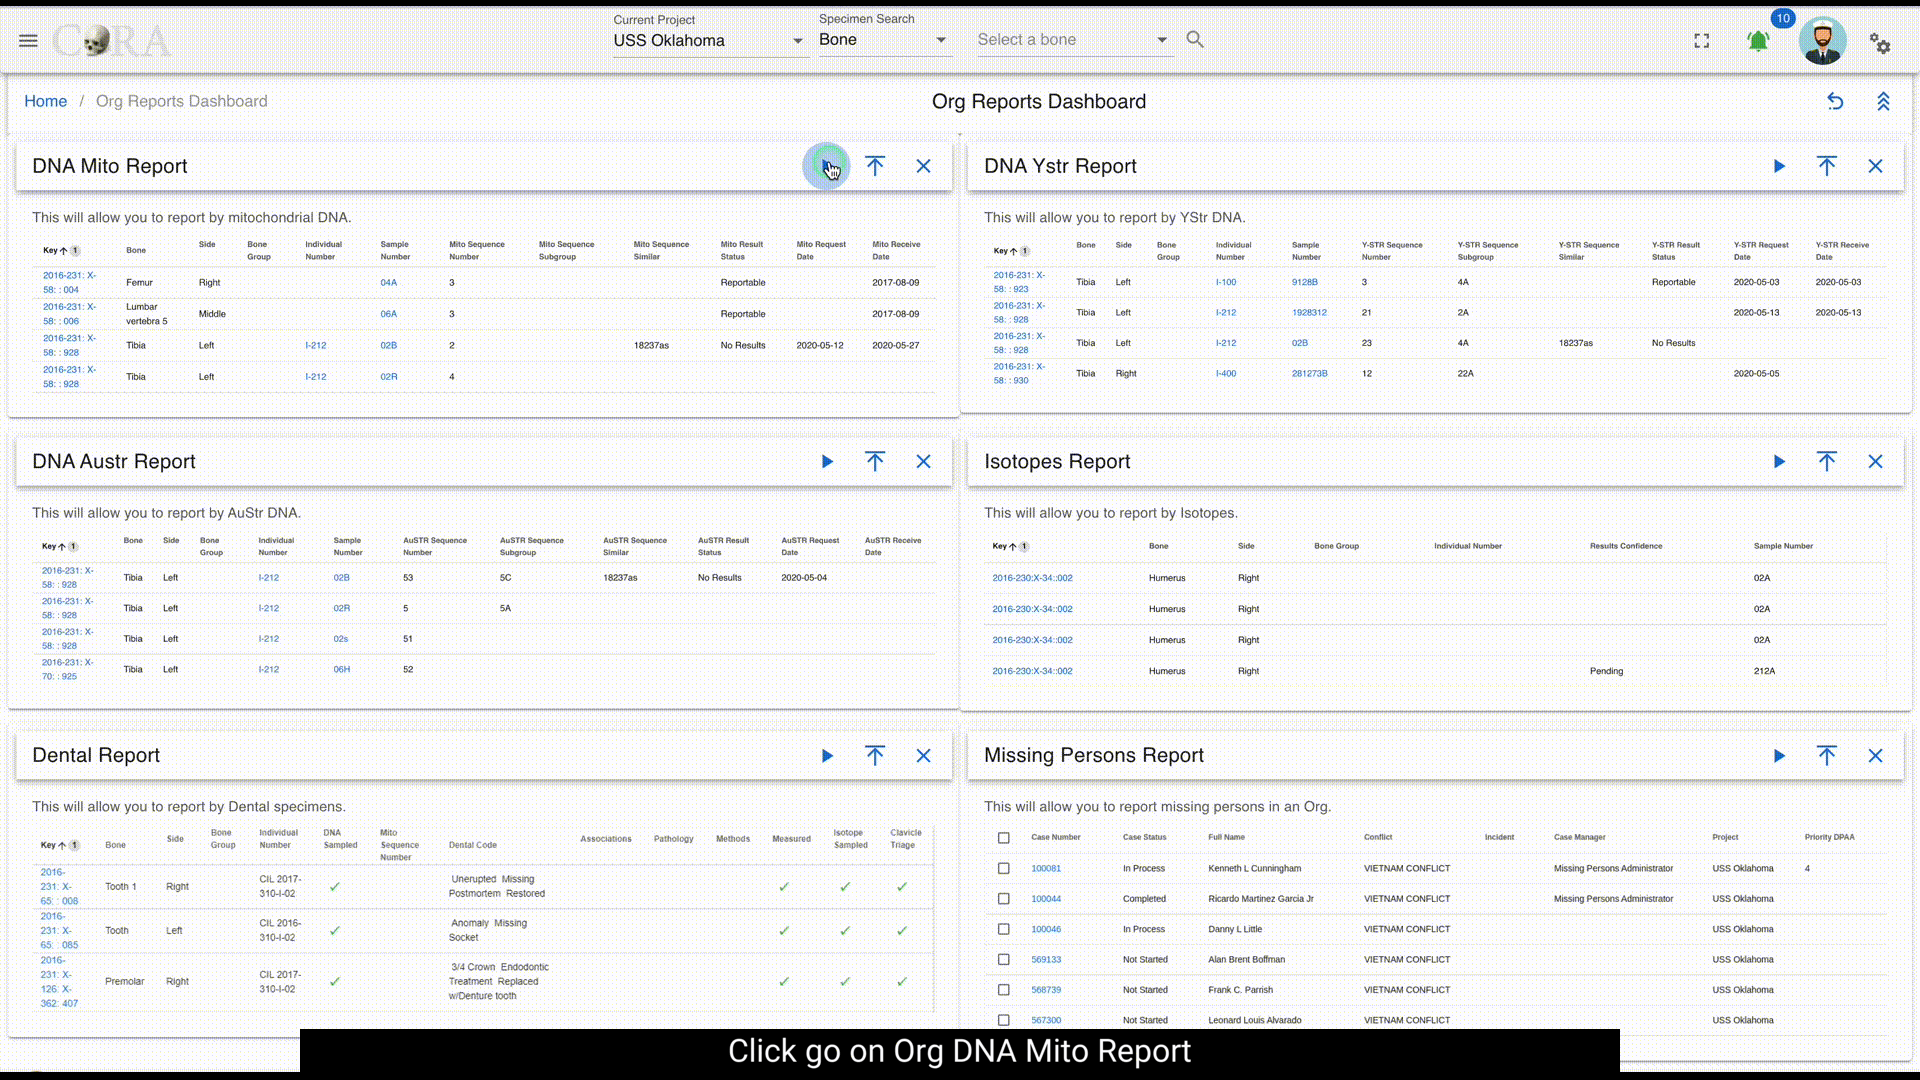 CORA
Current Project
USS Oklahoma
Specimen Search
Bone
Select a bone
10
Home / Org Reports Dashboard
Org Reports Dashboard
DNA Mito Report
This will allow you to report by mitochondrial DNA.
Key 1 Bone Side Bone Group Individual Number Sample Number Mito Sequence Number Mito Sequence Subgroup Mito Sequence Similar Mito Result Status Mito Request Date Mito Receive Date
2016-231: X-58: : 004 Femur Right 04A 3 Reportable 2017-08-09
2016-231: X-58: : 006 Lumbar vertebra 5 Middle 06A 3 Reportable 2017-08-09
2016-231: X-58: : 928 Tibia Left I-212 02B 2 18237as No Results 2020-05-12 2020-05-27
2016-231: X-58: : 928 Tibia Left I-212 02R 4
DNA Ystr Report
This will allow you to report by YStr DNA.
Key 1 Bone Side Bone Group Individual Number Sample Number Y-STR Sequence Number Y-STR Sequence Subgroup Y-STR Sequence Similar Y-STR Result Status Y-STR Request Date Y-STR Receive Date
2016-231: X-58: : 923 Tibia Left I-100 9128B 3 4A Reportable 2020-05-03 2020-05-03
2016-231: X-58: : 928 Tibia Left I-212 1928312 21 2A 2020-05-13 2020-05-13
2016-231: X-58: : 928 Tibia Left I-212 02B 23 4A 18237as No Results
2016-231: X-58: : 930 Tibia Right I-400 281273B 12 22A 2020-05-05
DNA Austr Report
This will allow you to report by AuStr DNA.
Key 1 Bone Side Bone Group Individual Number Sample Number AuSTR Sequence Number AuSTR Sequence Subgroup AuSTR Sequence Similar AuSTR Result Status AuSTR Request Date AuSTR Receive Date
2016-231: X-58: : 928 Tibia Left I-212 02B 53 5C 18237as No Results 2020-05-04
2016-231: X-58: : 928 Tibia Left I-212 02R 5 5A
2016-231: X-58: : 928 Tibia Left I-212 02s 51
2016-231: X-70: : 925 Tibia Left I-212 06H 52
Isotopes Report
This will allow you to report by Isotopes.
Key 1 Bone Side Bone Group Individual Number Results Confidence Sample Number
2016-230:X-34::002 Humerus Right 02A
2016-230:X-34::002 Humerus Right 02A
2016-230:X-34::002 Humerus Right 02A
2016-230:X-34::002 Humerus Right Pending 212A
Dental Report
This will allow you to report by Dental specimens.
Key 1 Bone Side Bone Group Individual Number DNA Sampled Mito Sequence Number Dental Code Associations Pathology Methods Measured Isotope Sampled Clavicle Triage
2016-231: X-65: : 008 Tooth 1 Right CIL 2017-310-I-02 Unerupted Missing Postmortem Restored
2016-231: X-65: : 085 Tooth Left CIL 2016-310-I-02 Anomaly Missing Socket
2016-231: X-126: X-362: 407 Premolar Right CIL 2017-310-I-02 3/4 Crown Endodontic Treatment Replaced w/Denture tooth
Missing Persons Report
This will allow you to report missing persons in an Org.
Case Number Case Status Full Name Conflict Incident Case Manager Project Priority DPAA
100081 In Process Kenneth L Cunningham VIETNAM CONFLICT Missing Persons Administrator USS Oklahoma 4
100044 Completed Ricardo Martinez Garcia Jr VIETNAM CONFLICT Missing Persons Administrator USS Oklahoma
100046 In Process Danny L Little VIETNAM CONFLICT USS Oklahoma
569133 Not Started Alan Brent Boffman VIETNAM CONFLICT USS Oklahoma
568739 Not Started Frank C. Parrish VIETNAM CONFLICT USS Oklahoma
567300 Not Started Leonard Louis Alvarado VIETNAM CONFLICT USS Oklahoma
Click go on Org DNA Mito Report